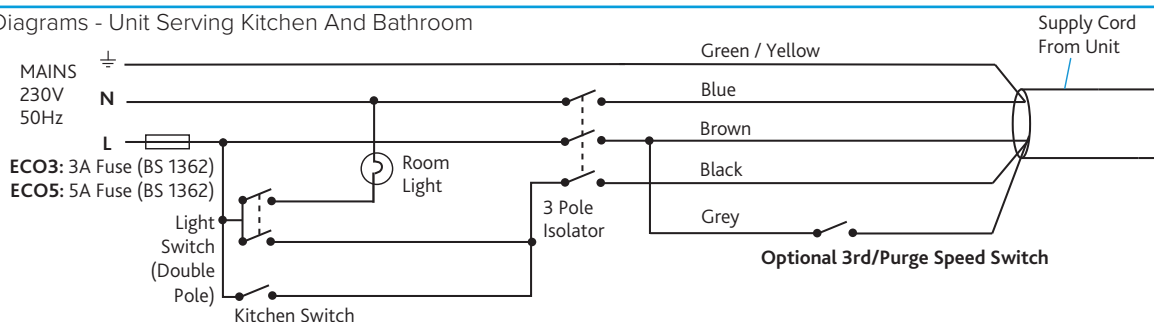 Diagrams - Unit Serving Kitchen And Bathroom
Supply Cord
From Unit
MAINS
230V
50Hz
N
L
ECO3: 3A Fuse (BS 1362)
ECO5: 5A Fuse (BS 1362)
Green / Yellow
Blue
Brown
Black
Grey
Room
Light
3 Pole
Isolator
Light
Switch
(Double
Pole)
Kitchen Switch
Optional 3rd/Purge Speed Switch